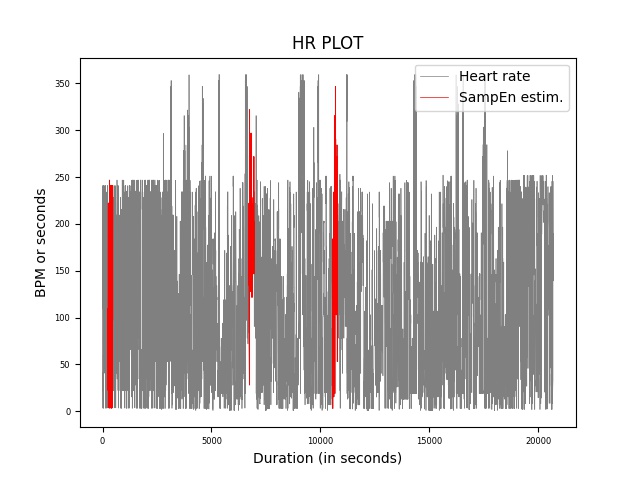 HR PLOT
Heart rate
SampEn estim.
BPM or seconds
350
300
250
200
150
100
50
0
0 5000 10000 15000 20000
Duration (in seconds)